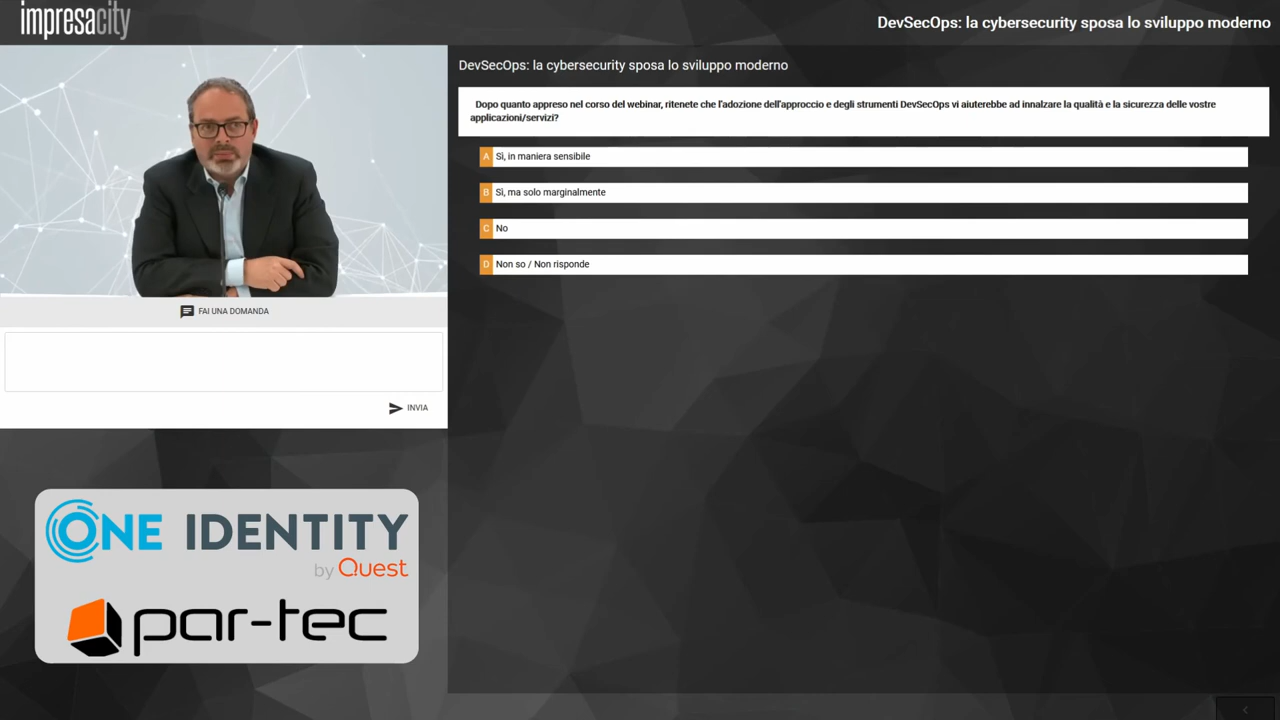 impresacity
DevSecOps: la cybersecurity sposa lo sviluppo moderno
DevSecOps: la cybersecurity sposa lo sviluppo moderno
Dopo quanto appreso nel corso del webinar, ritenete che l'adozione dell'approccio e degli strumenti DevSecOps vi aiuterebbe ad innalzare la qualità e la sicurezza delle vostre
applicazioni/servizi?
A Sì, in maniera sensibile
B Sì, ma solo marginalmente
C No
D Non so / Non risponde
FAI UNA DOMANDA
INVIA
ONE IDENTITY
by Quest
par-tec